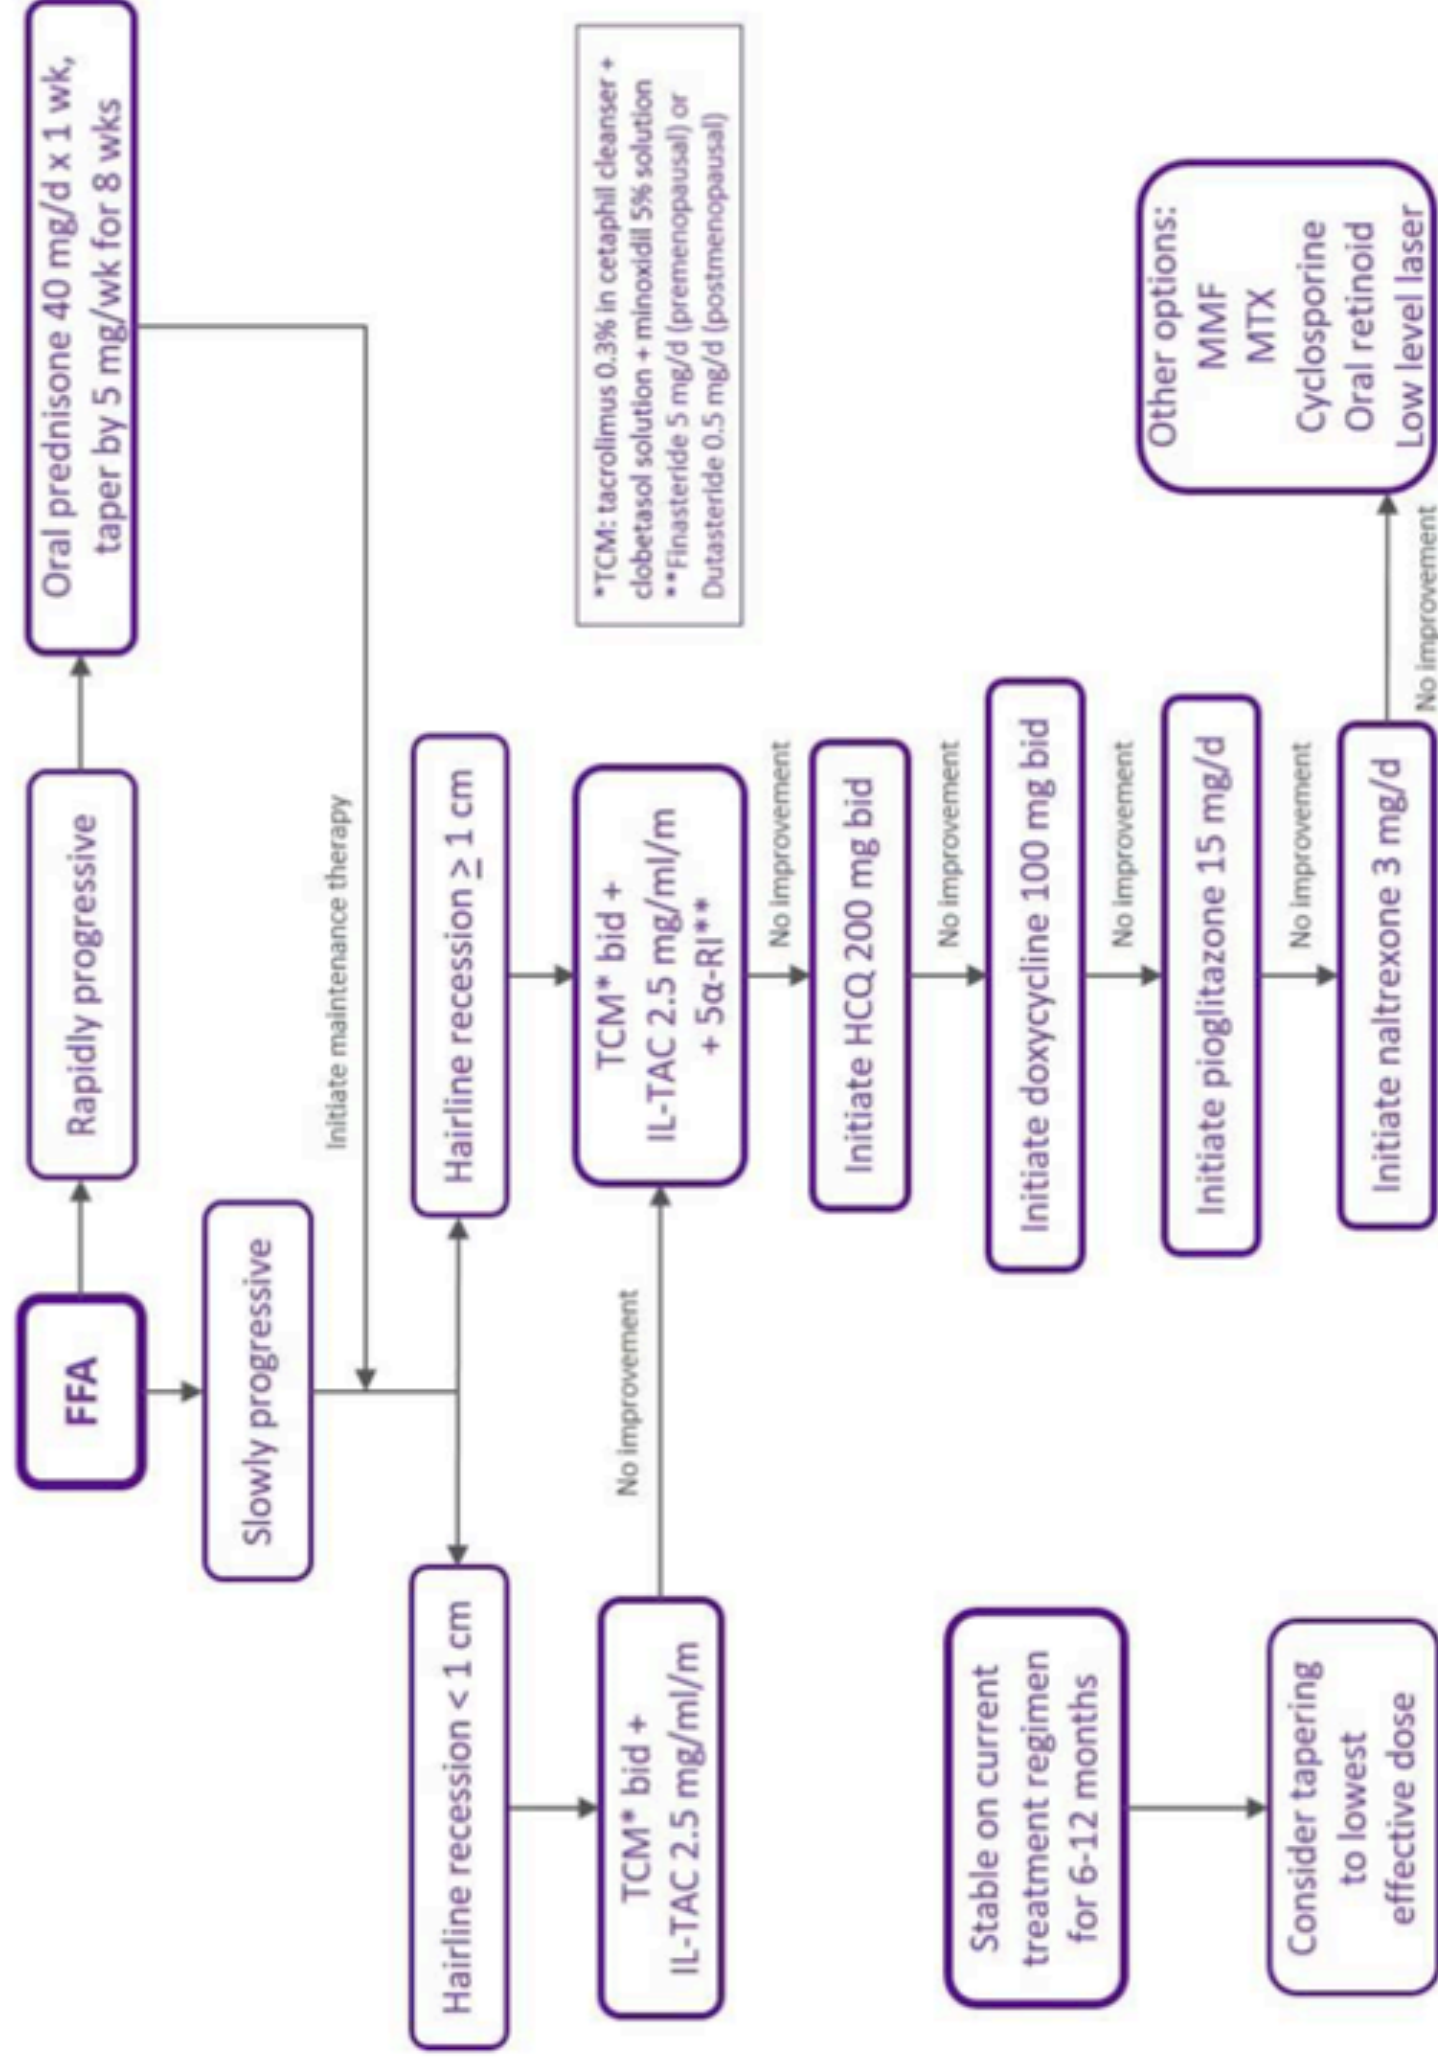 FFA
Rapidly progressive
Oral prednisone 40 mg/d x 1 wk,
taper by 5 mg/wk for 8 wks
Slowly progressive
Initiate maintenance therapy
Hairline recession < 1 cm
Hairline recession ≥ 1 cm
TCM* bid +
IL-TAC 2.5 mg/ml/m
No improvement
TCM* bid +
IL-TAC 2.5 mg/ml/m
+ 5α-RI**
*TCM: tacrolimus 0.3% in cetaphil cleanser +
clobetasol solution + minoxidil 5% solution
**Finasteride 5 mg/d (premenopausal) or
Dutasteride 0.5 mg/d (postmenopausal)
No improvement
Initiate HCQ 200 mg bid
No improvement
Initiate doxycycline 100 mg bid
No improvement
Initiate pioglitazone 15 mg/d
No improvement
Initiate naltrexone 3 mg/d
No improvement
Other options:
MMF
MTX
Cyclosporine
Oral retinoid
Low level laser
Stable on current
treatment regimen
for 6-12 months
Consider tapering
to lowest
effective dose